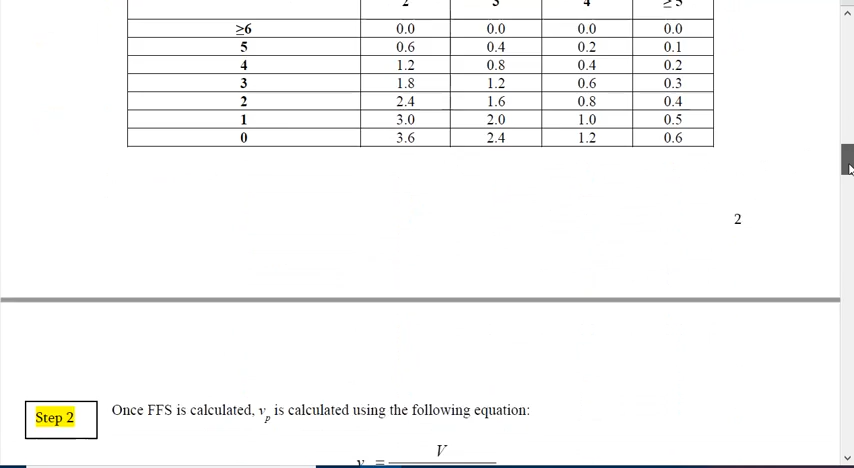 2 3 4 ≥ 5
≥6 0.0 0.0 0.0 0.0
5 0.6 0.4 0.2 0.1
4 1.2 0.8 0.4 0.2
3 1.8 1.2 0.6 0.3
2 2.4 1.6 0.8 0.4
1 3.0 2.0 1.0 0.5
0 3.6 2.4 1.2 0.6
2
Step 2 Once FFS is calculated, vp is calculated using the following equation:
V
v =